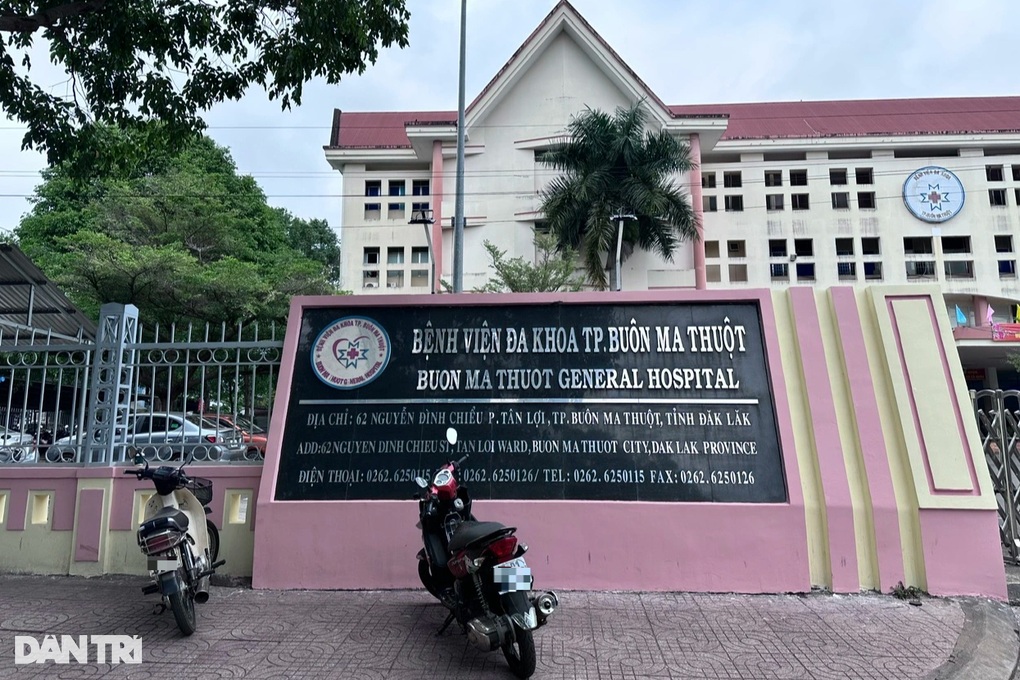 BỆNH VIỆN ĐA KHOA TP.BUÔN MA THUỘT
BUON MA THUOT GENERAL HOSPITAL
ĐỊA CHỈ: 62 NGUYỄN ĐÌNH CHIỂU P.TÂN LỢI, TP.BUÔN MA THUỘT, TỈNH ĐĂK LĂK
ADD:62NGUYEN DINH CHIEU ST,TAN LOI WARD, BUON MA THUOT CITY, DAK LAK PROVINCE
ĐIỆN THOẠI: 0262.6250115 0262.6250126/ TEL: 0262.6250115 FAX: 0262.6250126
DÂN TRÍ